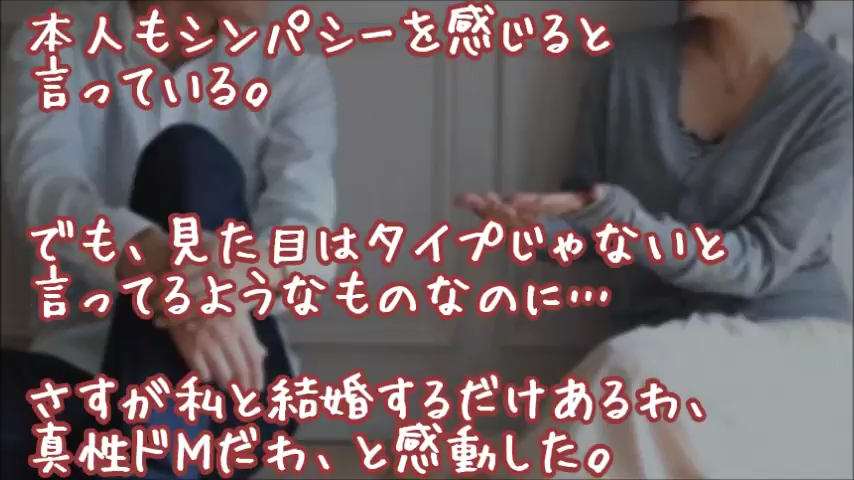 本人もシンパシーを感じると
言っている。
でも、見た目はタイプじゃないと
言ってるようなものなのに…
さすが私と結婚するだけあるわ、
真性ドMだわ、と感動した。